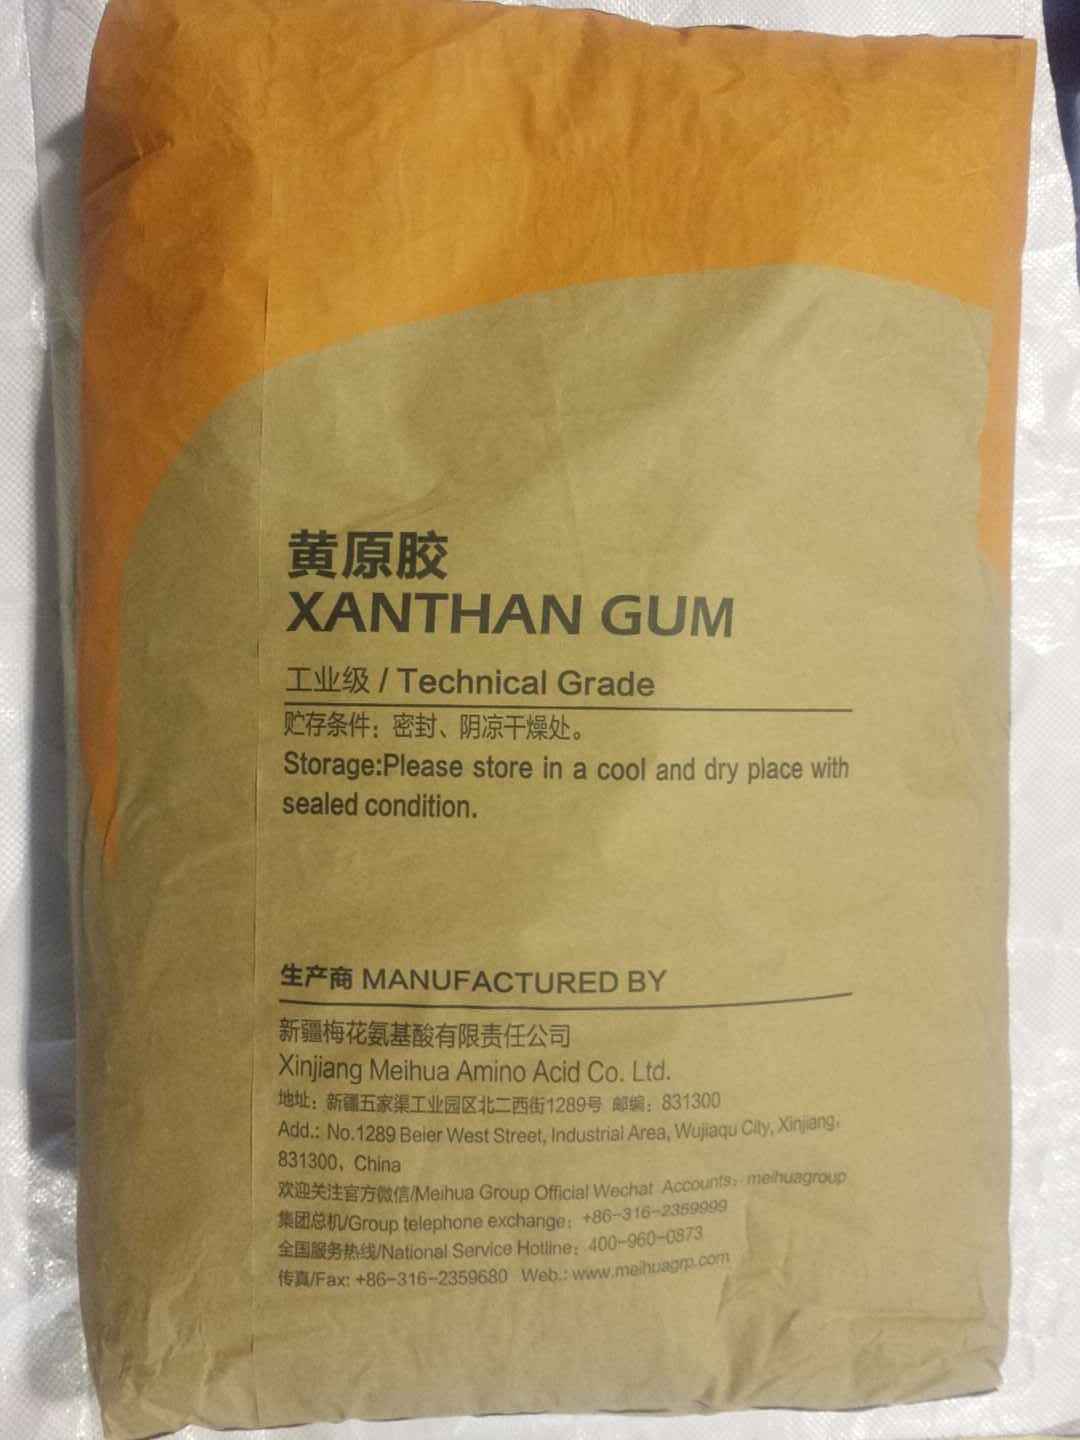 黄原胶
XANTHAN GUM
工业级 / Technical Grade
贮存条件：密封、阴凉干燥处。
Storage:Please store in a cool and dry place with
sealed condition.
生产商 MANUFACTURED BY
新疆梅花氨基酸有限责任公司
Xinjiang Meihua Amino Acid Co. Ltd.
地址：新疆五家渠工业园区北二西街1289号 邮编：831300
Add.: No.1289 Beier West Street, Industrial Area, Wujiaqu City, Xinjiang,
831300, China
欢迎关注官方微信/Meihua Group Official Wechat Accounts：meihuagroup
集团总机/Group telephone exchange：+86-316-2359999
全国服务热线/National Service Hotline：400-960-0873
传真/Fax: +86-316-2359680 Web.: www.meihuagrp.com